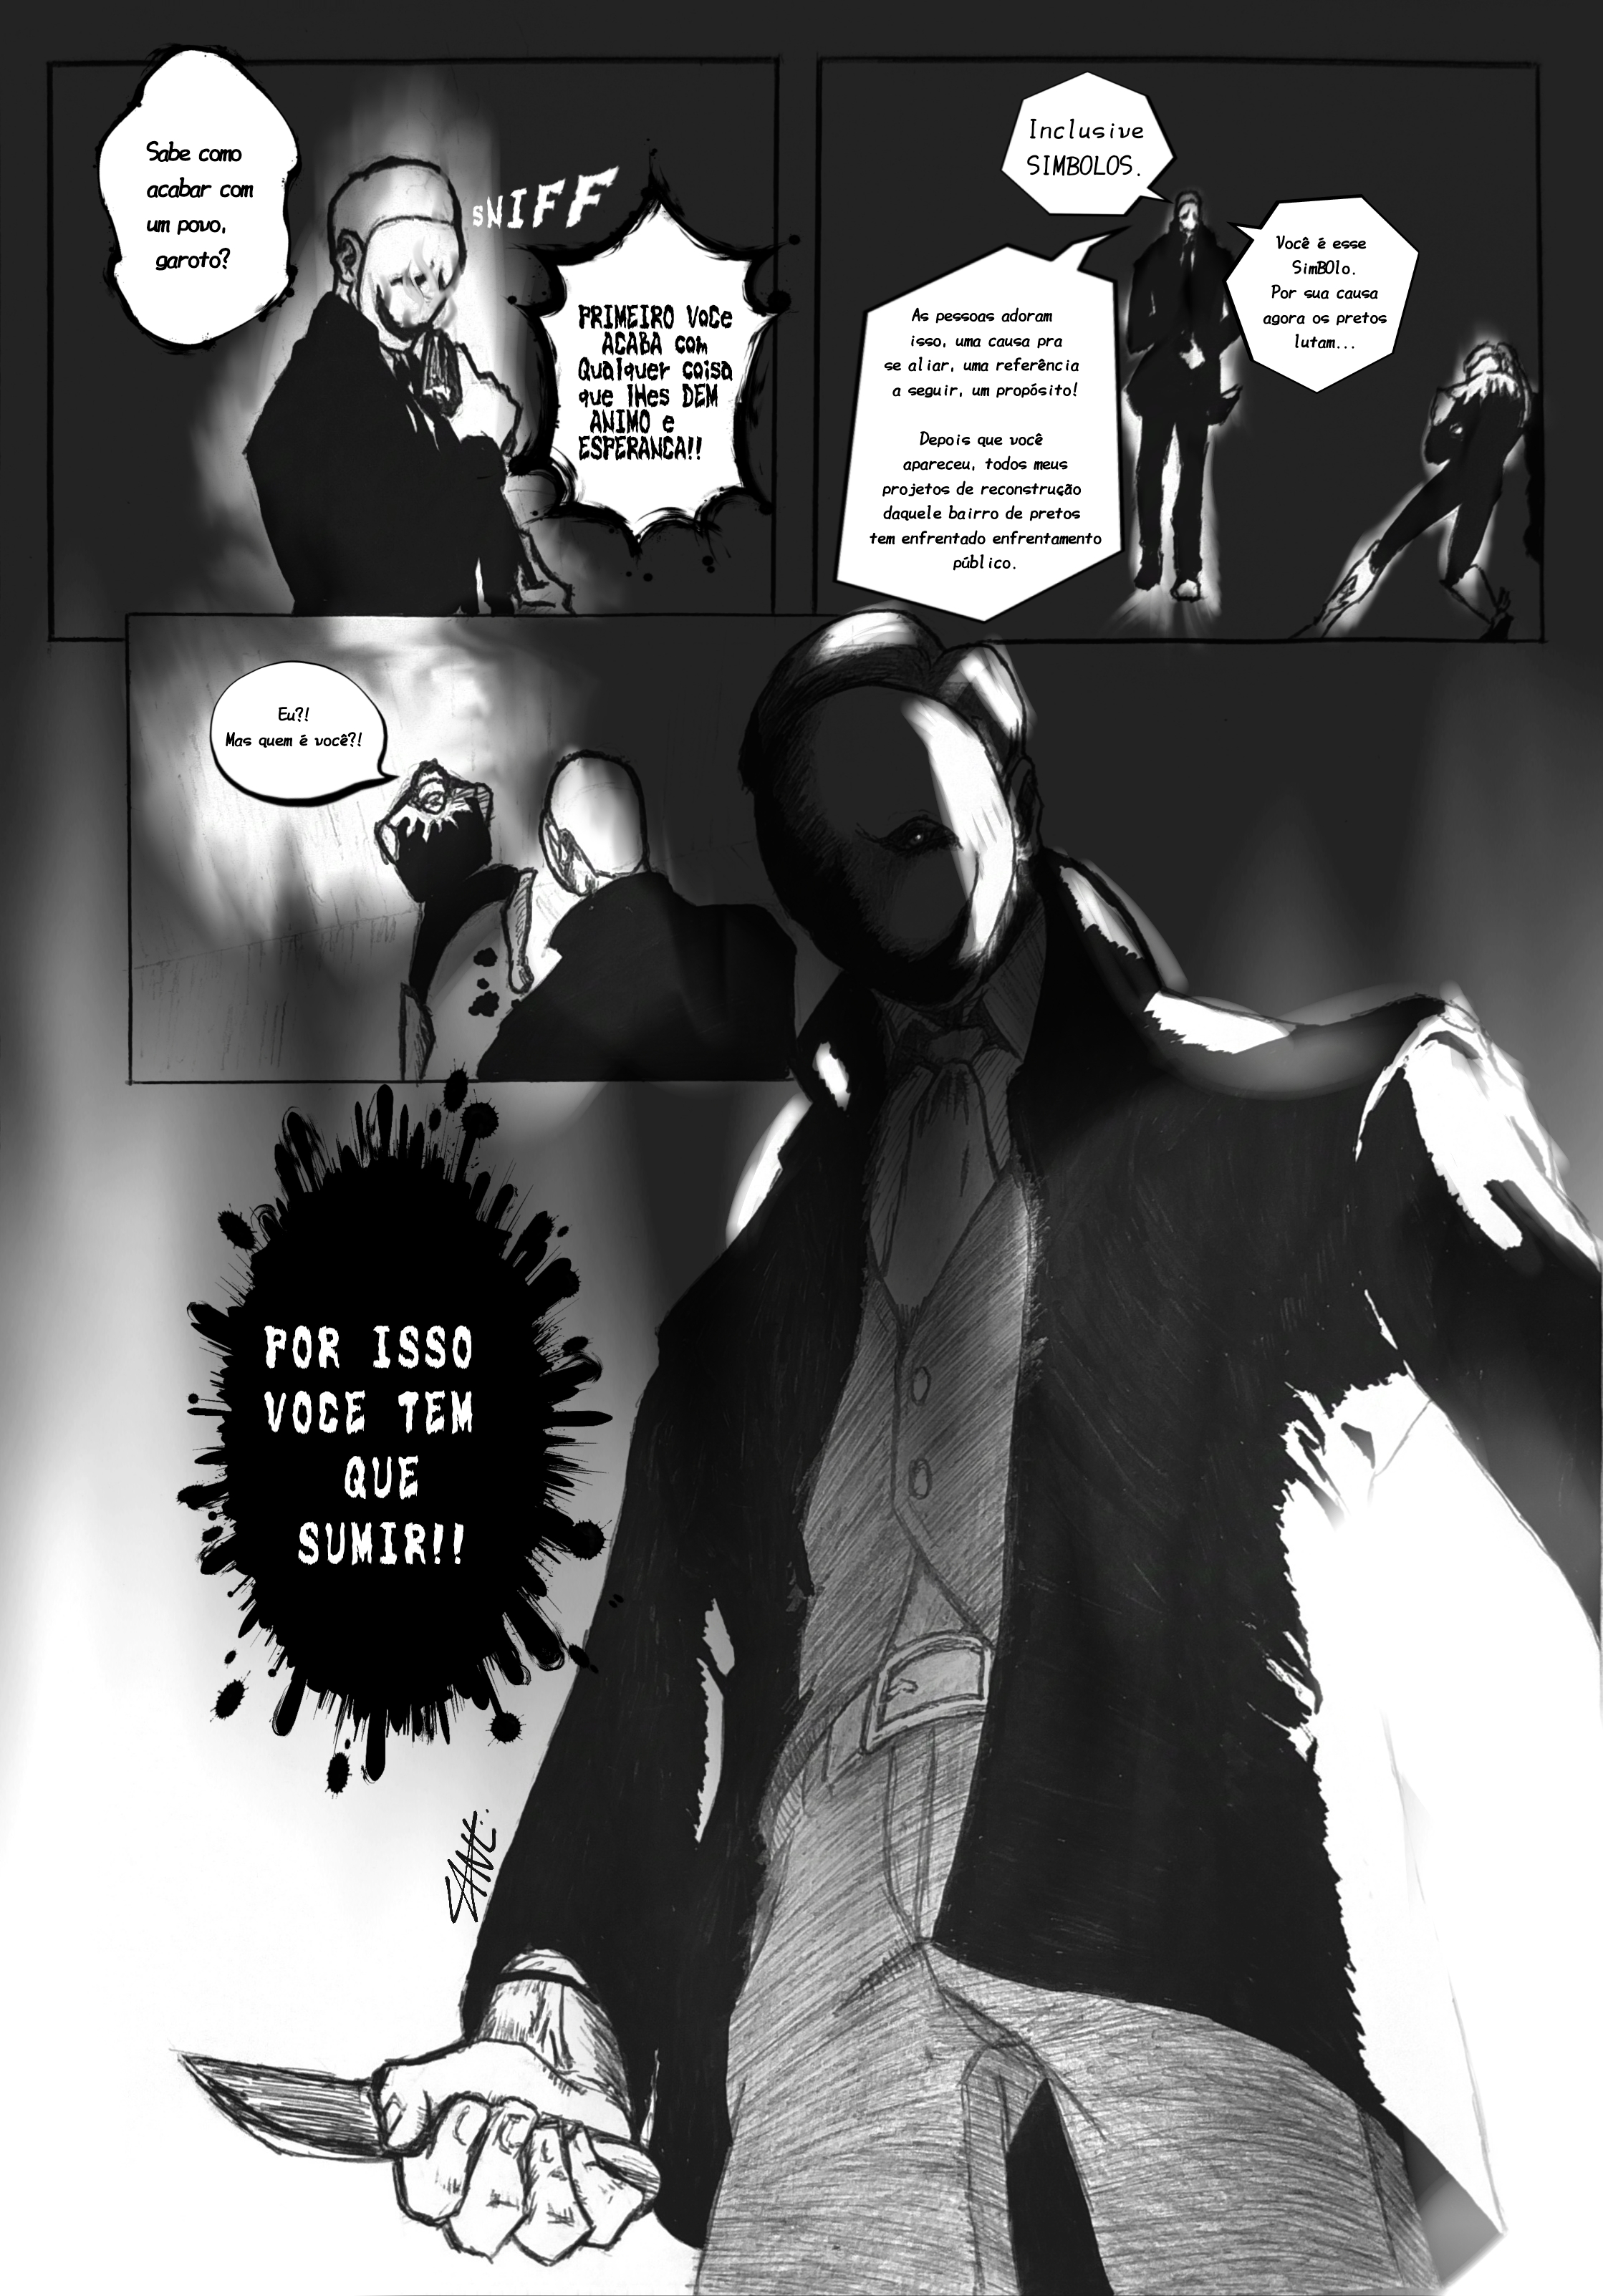 Sabe como
acabar com
um povo,
garoto?
SNIFF
PRIMEIRO VoCe
ACABA com
Qualquer coisa
que lHes DEM
ANIMO e
ESPERANCA!!
Inclusive
SIMBOLOS.
As pessoas adoram
isso, uma causa pra
se aliar, uma referência
a seguir, um propósito!
Depois que você
apareceu, todos meus
projetos de reconstrução
daquele bairro de pretos
tem enfrentado enfrentamento
público.
Você é esse
SimBOlo.
Por sua causa
agora os pretos
lutam...
Eu?!
Mas quem é você?!
POR ISSO
VOCE TEM
QUE
SUMIR!!